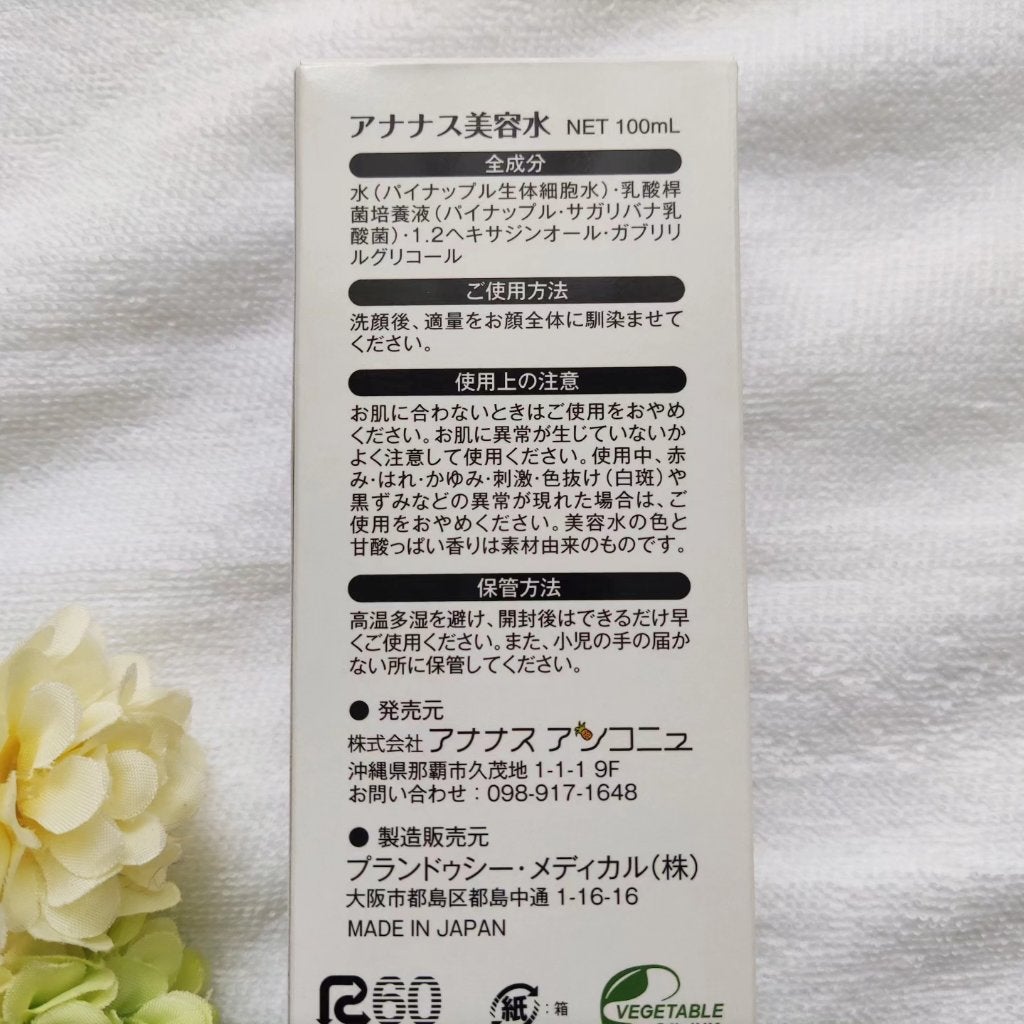 アナナス美容水 NET 100mL
全成分
水(パイナップル生体細胞水)・乳酸桿
菌培養液(パイナップル・サガリバナ乳
酸菌)・1.2ヘキサジンオール・ガブリリ
ルグリコール
ご使用方法
洗顔後、適量をお顔全体に馴染ませて
ください。
使用上の注意
お肌に合わないときはご使用をおやめ
ください。お肌に異常が生じていないか
よく注意して使用ください。使用中、赤
み・はれ・かゆみ・刺激・色抜け(白斑)や
黒ずみなどの異常が現れた場合は、ご
使用をおやめください。美容水の色と
甘酸っぱい香りは素材由来のものです。
保管方法
高温多湿を避け、開封後はできるだけ早
くご使用ください。また、小児の手の届か
ない所に保管してください。
● 発売元
株式会社 アナナス アンコニュ
沖縄県那覇市久茂地 1-1-1 9F
お問い合わせ:098-917-1648
● 製造販売元
プランドゥシー・メディカル(株)
大阪市都島区都島中通 1-16-16
MADE IN JAPAN
R60
紙:箱
VEGETABLE